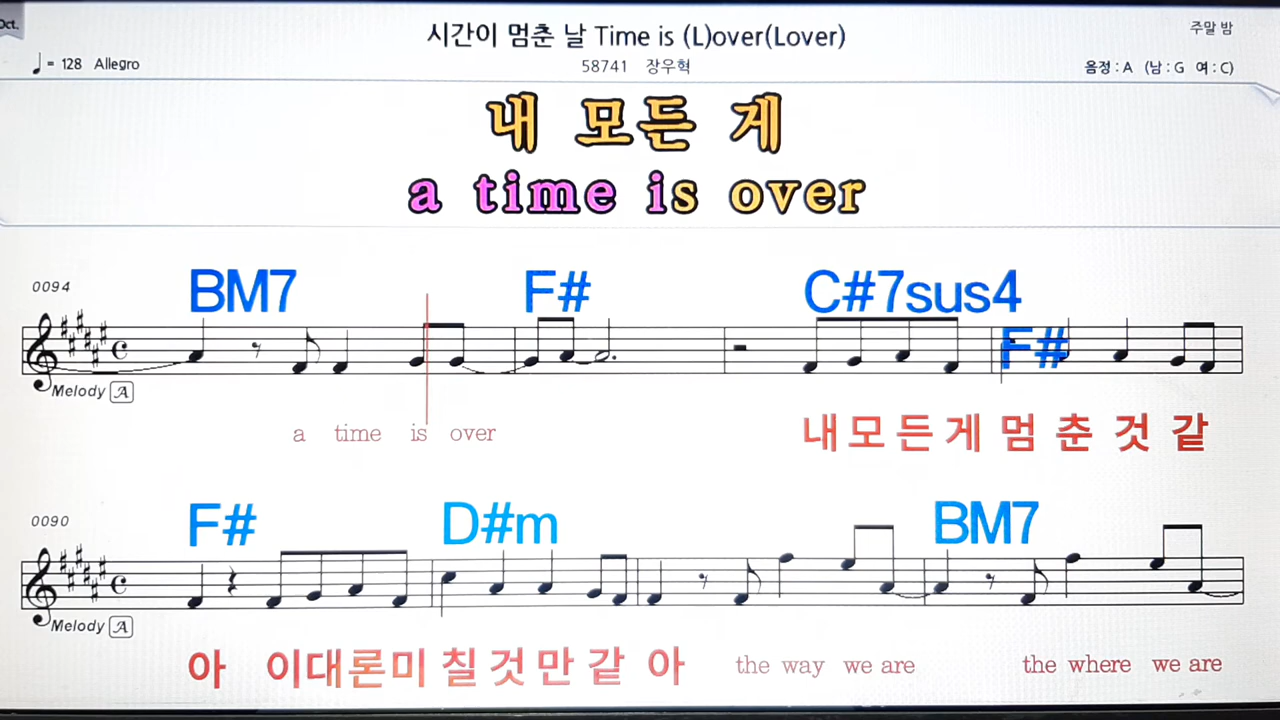 Oct.
시간이 멈춘 날 Time is (L)over(Lover)
주말 밤
♩ = 128 Allegro
58741 장우혁
음정 : A (남 : G 여 : C)
내 모든 게
a time is over
0094
BM7 F# C#7sus4 F#
Melody A
a time is over 내 모 든 게 멈 춘 것 같
0090
F# D#m BM7
Melody A
아 이대론미 칠 것 만 같 아 the way we are the where we are